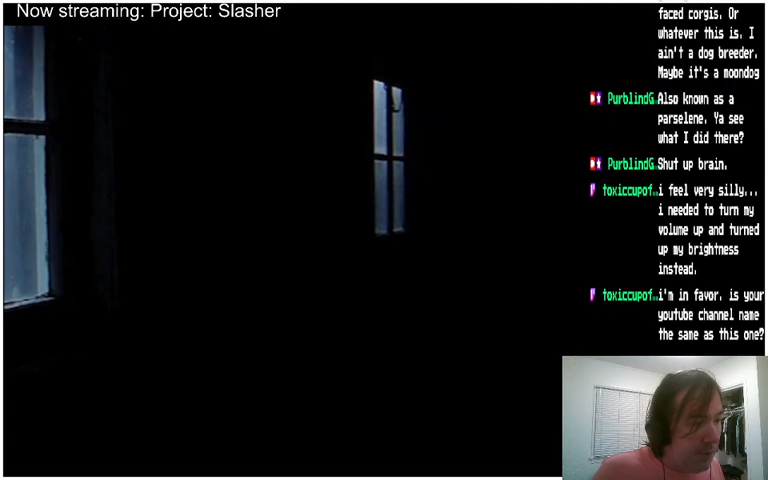 Now streaming: Project: Slasher
faced corgis. Or
whatever this is. I
ain't a dog breeder.
Maybe it's a moondog
PurblindG… Also known as a
parselene. Ya see
what I did there?
PurblindG… Shut up brain.
toxiccupof… i feel very silly...
i needed to turn my
volume up and turned
up my brightness
instead.
toxiccupof… i'm in favor. is your
youtube channel name
the same as this one?